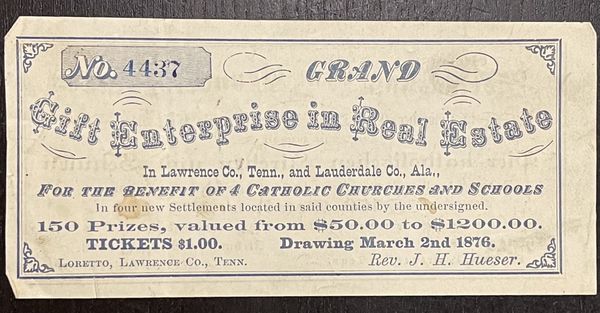 No. 4437
GRAND
Gift Enterprise in Real Estate
In Lawrence Co., Tenn., and Lauderdale Co., Ala.,
FOR THE BENEFIT OF 4 CATHOLIC CHURCHES AND SCHOOLS
In four new Settlements located in said counties by the undersigned.
150 Prizes, valued from $50.00 to $1200.00.
TICKETS $1.00. Drawing March 2nd 1876.
LORETTO, LAWRENCE CO., TENN. Rev. J. H. Hueser.